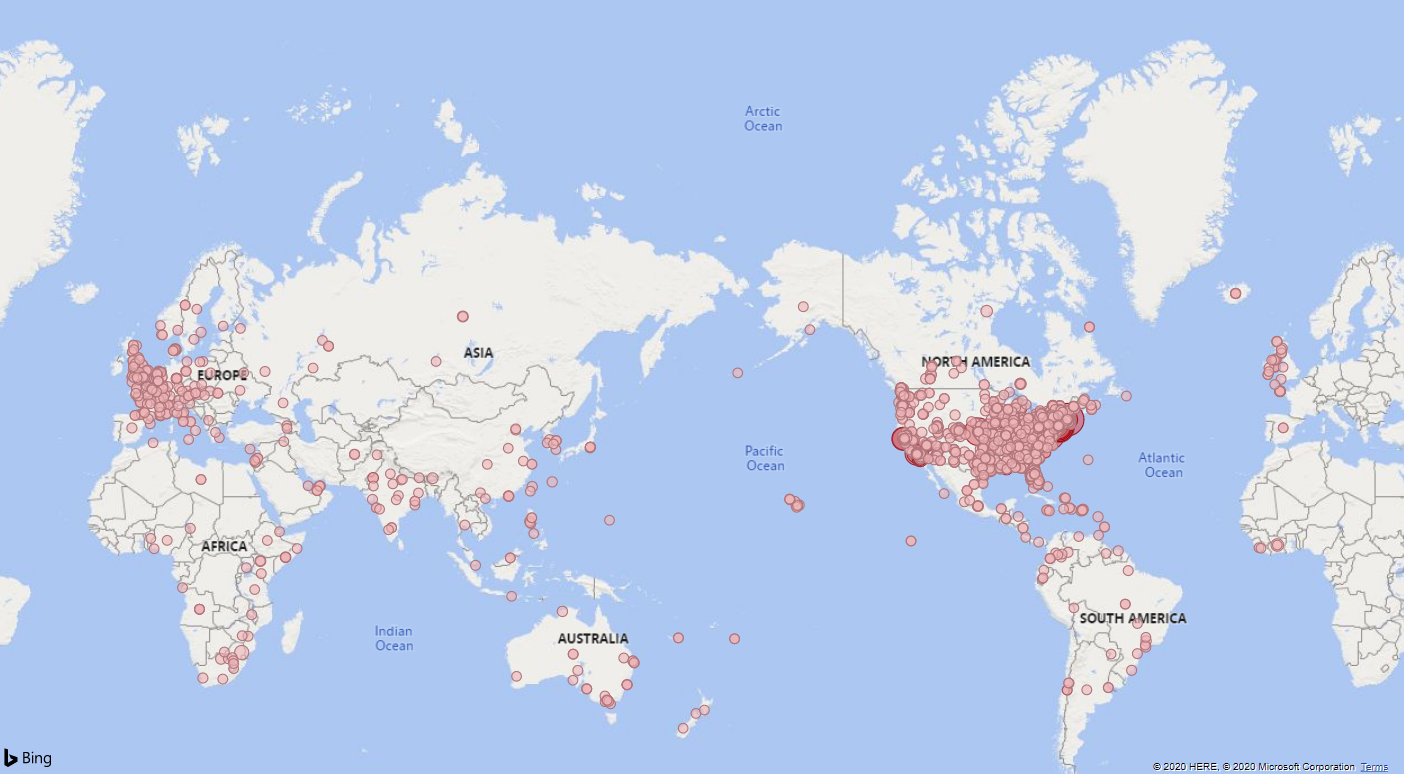 Arctic
Ocean
ASIA
NORTH AMERICA
EUROPE
Pacific
Ocean
Atlantic
Ocean
AFRICA
SOUTH AMERICA
Indian
Ocean
AUSTRALIA
Bing
© 2020 HERE, © 2020 Microsoft Corporation Terms